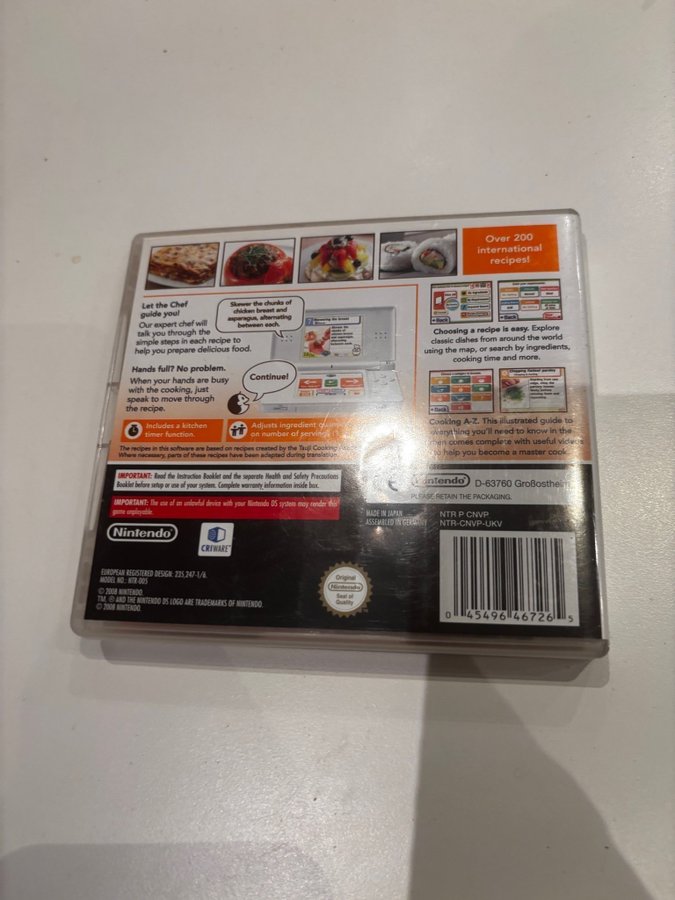 Over 200
international
recipes!
Let the Chef
guide you!
Our expert chef will
talk you through the
simple steps in each recipe to
help you prepare delicious food.
Hands full? No problem.
When your hands are busy
with the cooking, just
speak to move through
the recipe.
Skewer the chunks of
chicken breast and
asparagus, alternating
between each.
Continue!
Includes a kitchen
timer function.
Adjusts ingredient
on number of servings
The recipes in this software are based on recipes created by the Tsuji Cooking
Where necessary, parts of these recipes have been adapted during translation.
Back
Back
Choosing a recipe is easy. Explore
classic dishes from around the world
using the map, or search by ingredients,
cooking time and more.
Back
Back
Cooking A-Z. This illustrated guide to
everything you'll need to know in the
comes complete with useful videos
to help you become a master cook.
IMPORTANT: Read the Instruction Booklet and the separate Health and Safety Precautions
Booklet before setup or use of your system. Complete warranty information inside box.
IMPORTANT: The use of an unlawful device with your Nintendo DS system may render this
game unplayable.
Nintendo
CRIWARE
EUROPEAN REGISTERED DESIGN: 225,247-1/6.
MODEL NO.: NTR-005
© 2008 NINTENDO.
TM, ® AND THE NINTENDO DS LOGO ARE TRADEMARKS OF NINTENDO.
© 2008 NINTENDO.
Original
Nintendo
Seal of
Quality
Nintendo D-63760 Großostheim
PLEASE RETAIN THE PACKAGING.
MADE IN JAPAN
ASSEMBLED IN GERMANY
NTR P CNVP
NTR-CNVP-UKV
0 45496 46726 5